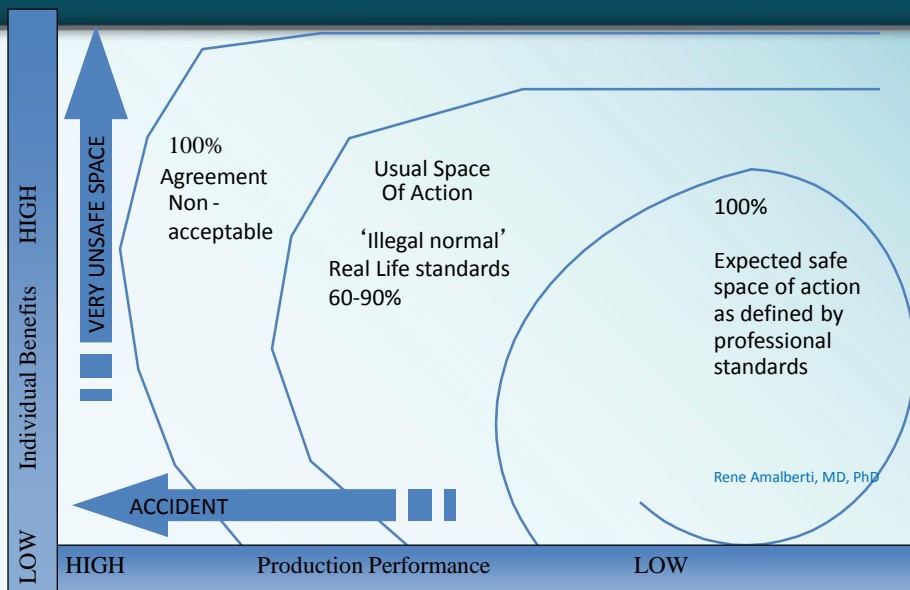 HIGH
Individual Benefits
LOW
VERY UNSAFE SPACE
100%
Agreement
Non -
acceptable
Usual Space
Of Action
‘Illegal normal’
Real Life standards
60-90%
100%
Expected safe
space of action
as defined by
professional
standards
Rene Amalberti, MD, PhD
ACCIDENT
HIGH
Production Performance
LOW